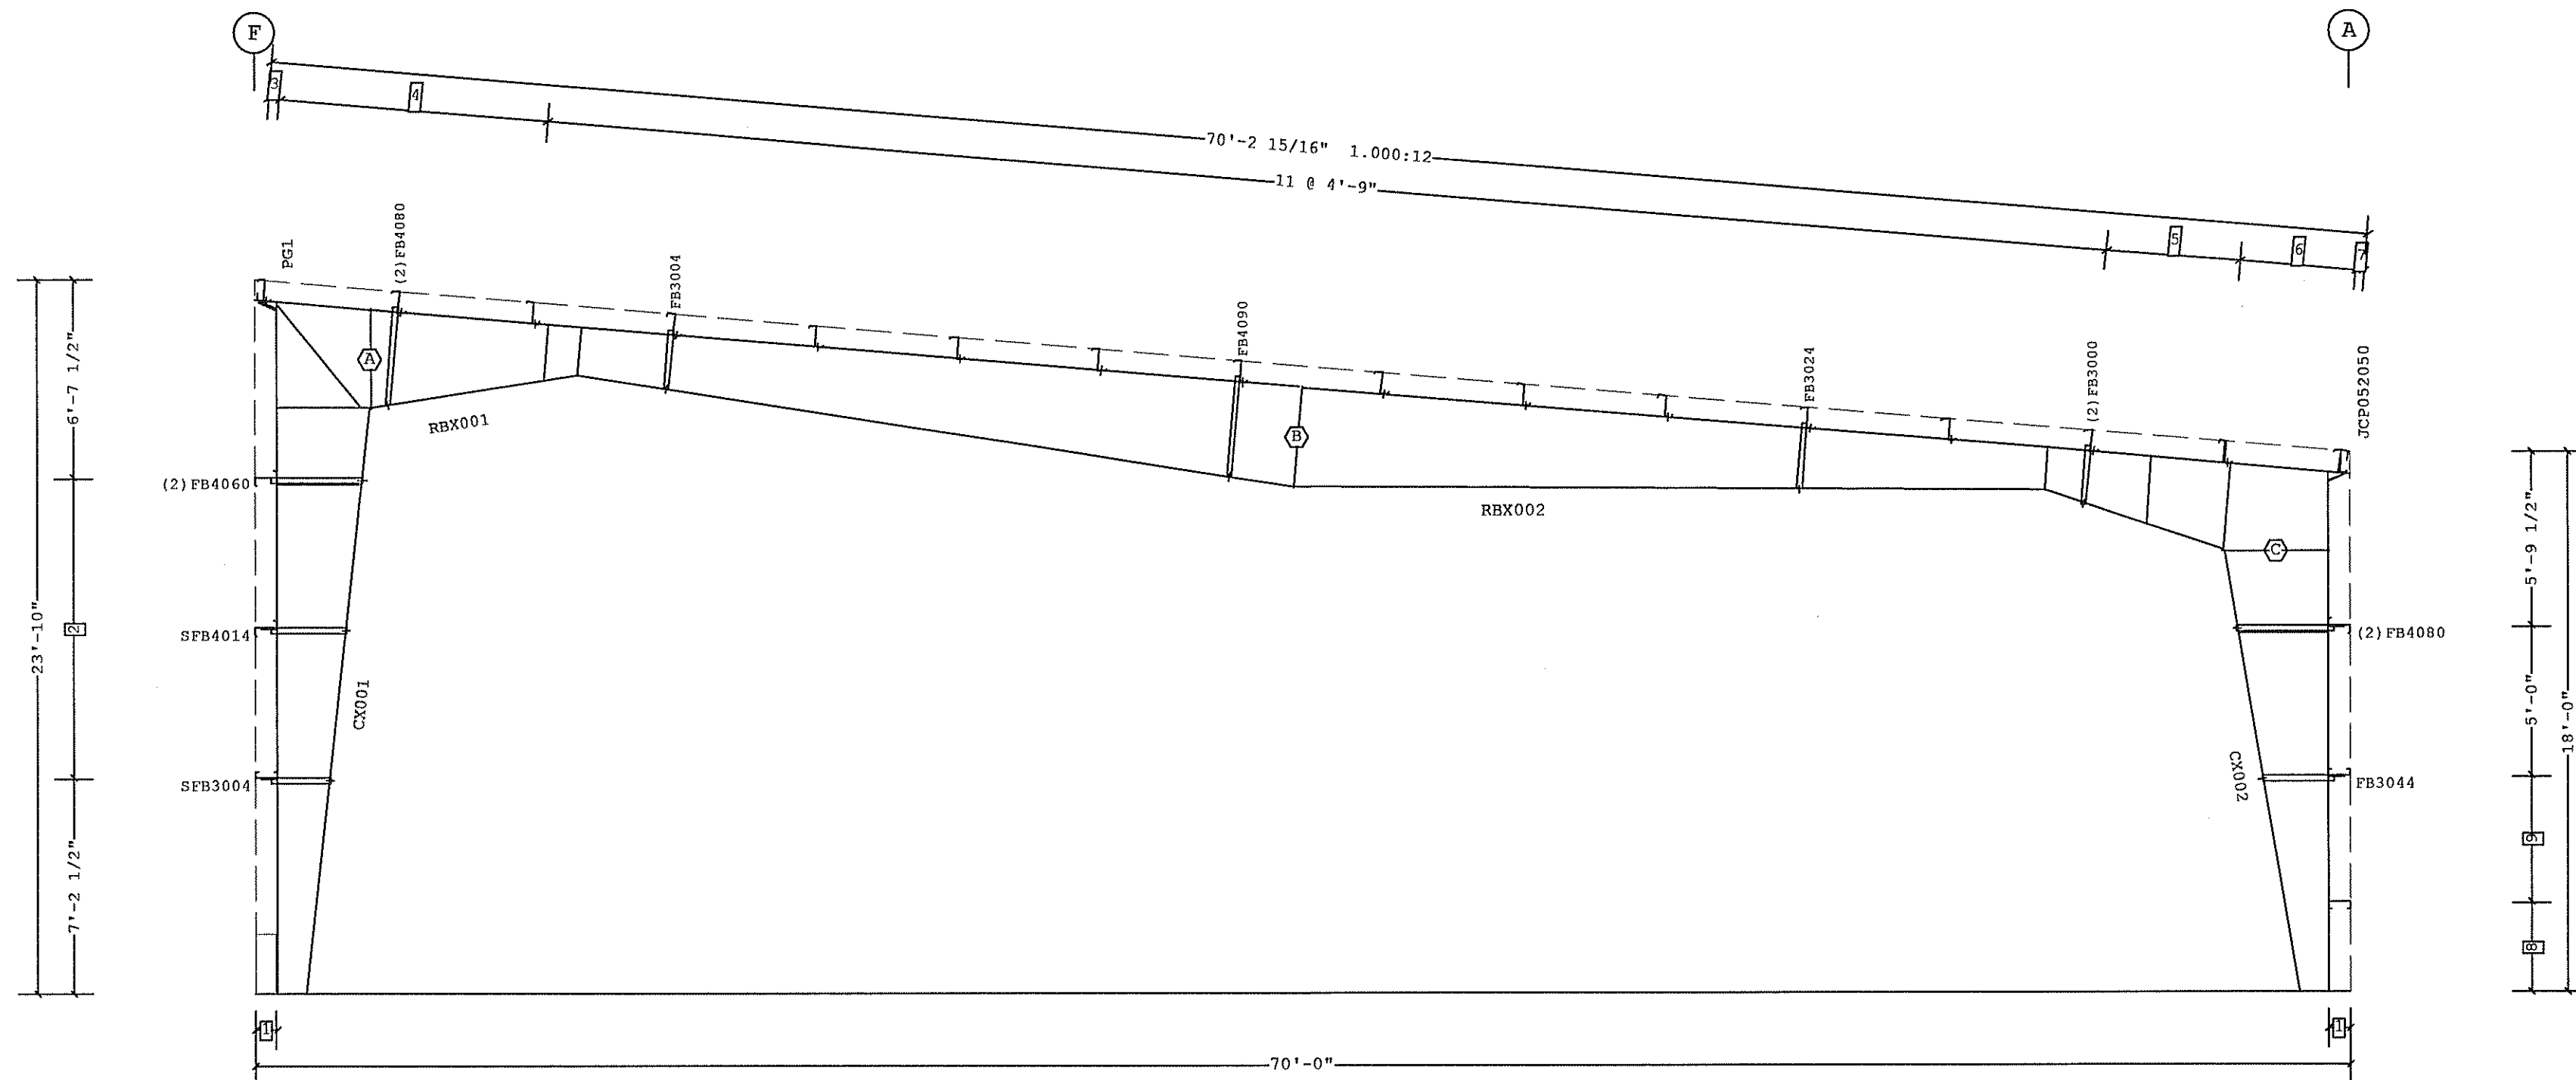 F
A
3
4
70'-2 15/16" 1.000:12
11 @ 4'-9"
5
6
7
PG1
(2)FB4080
FB3004
FB4090
FB3024
(2)FB3000
JCP052050
A
B
C
RBX001
RBX002
6'-7 1/2"
23'-10"
2
7'-2 1/2"
(2)FB4060
SFB4014
SFB3004
CX001
CX002
(2)FB4080
FB3044
5'-9 1/2"
5'-0"
18'-0"
9
8
1
1
70'-0"